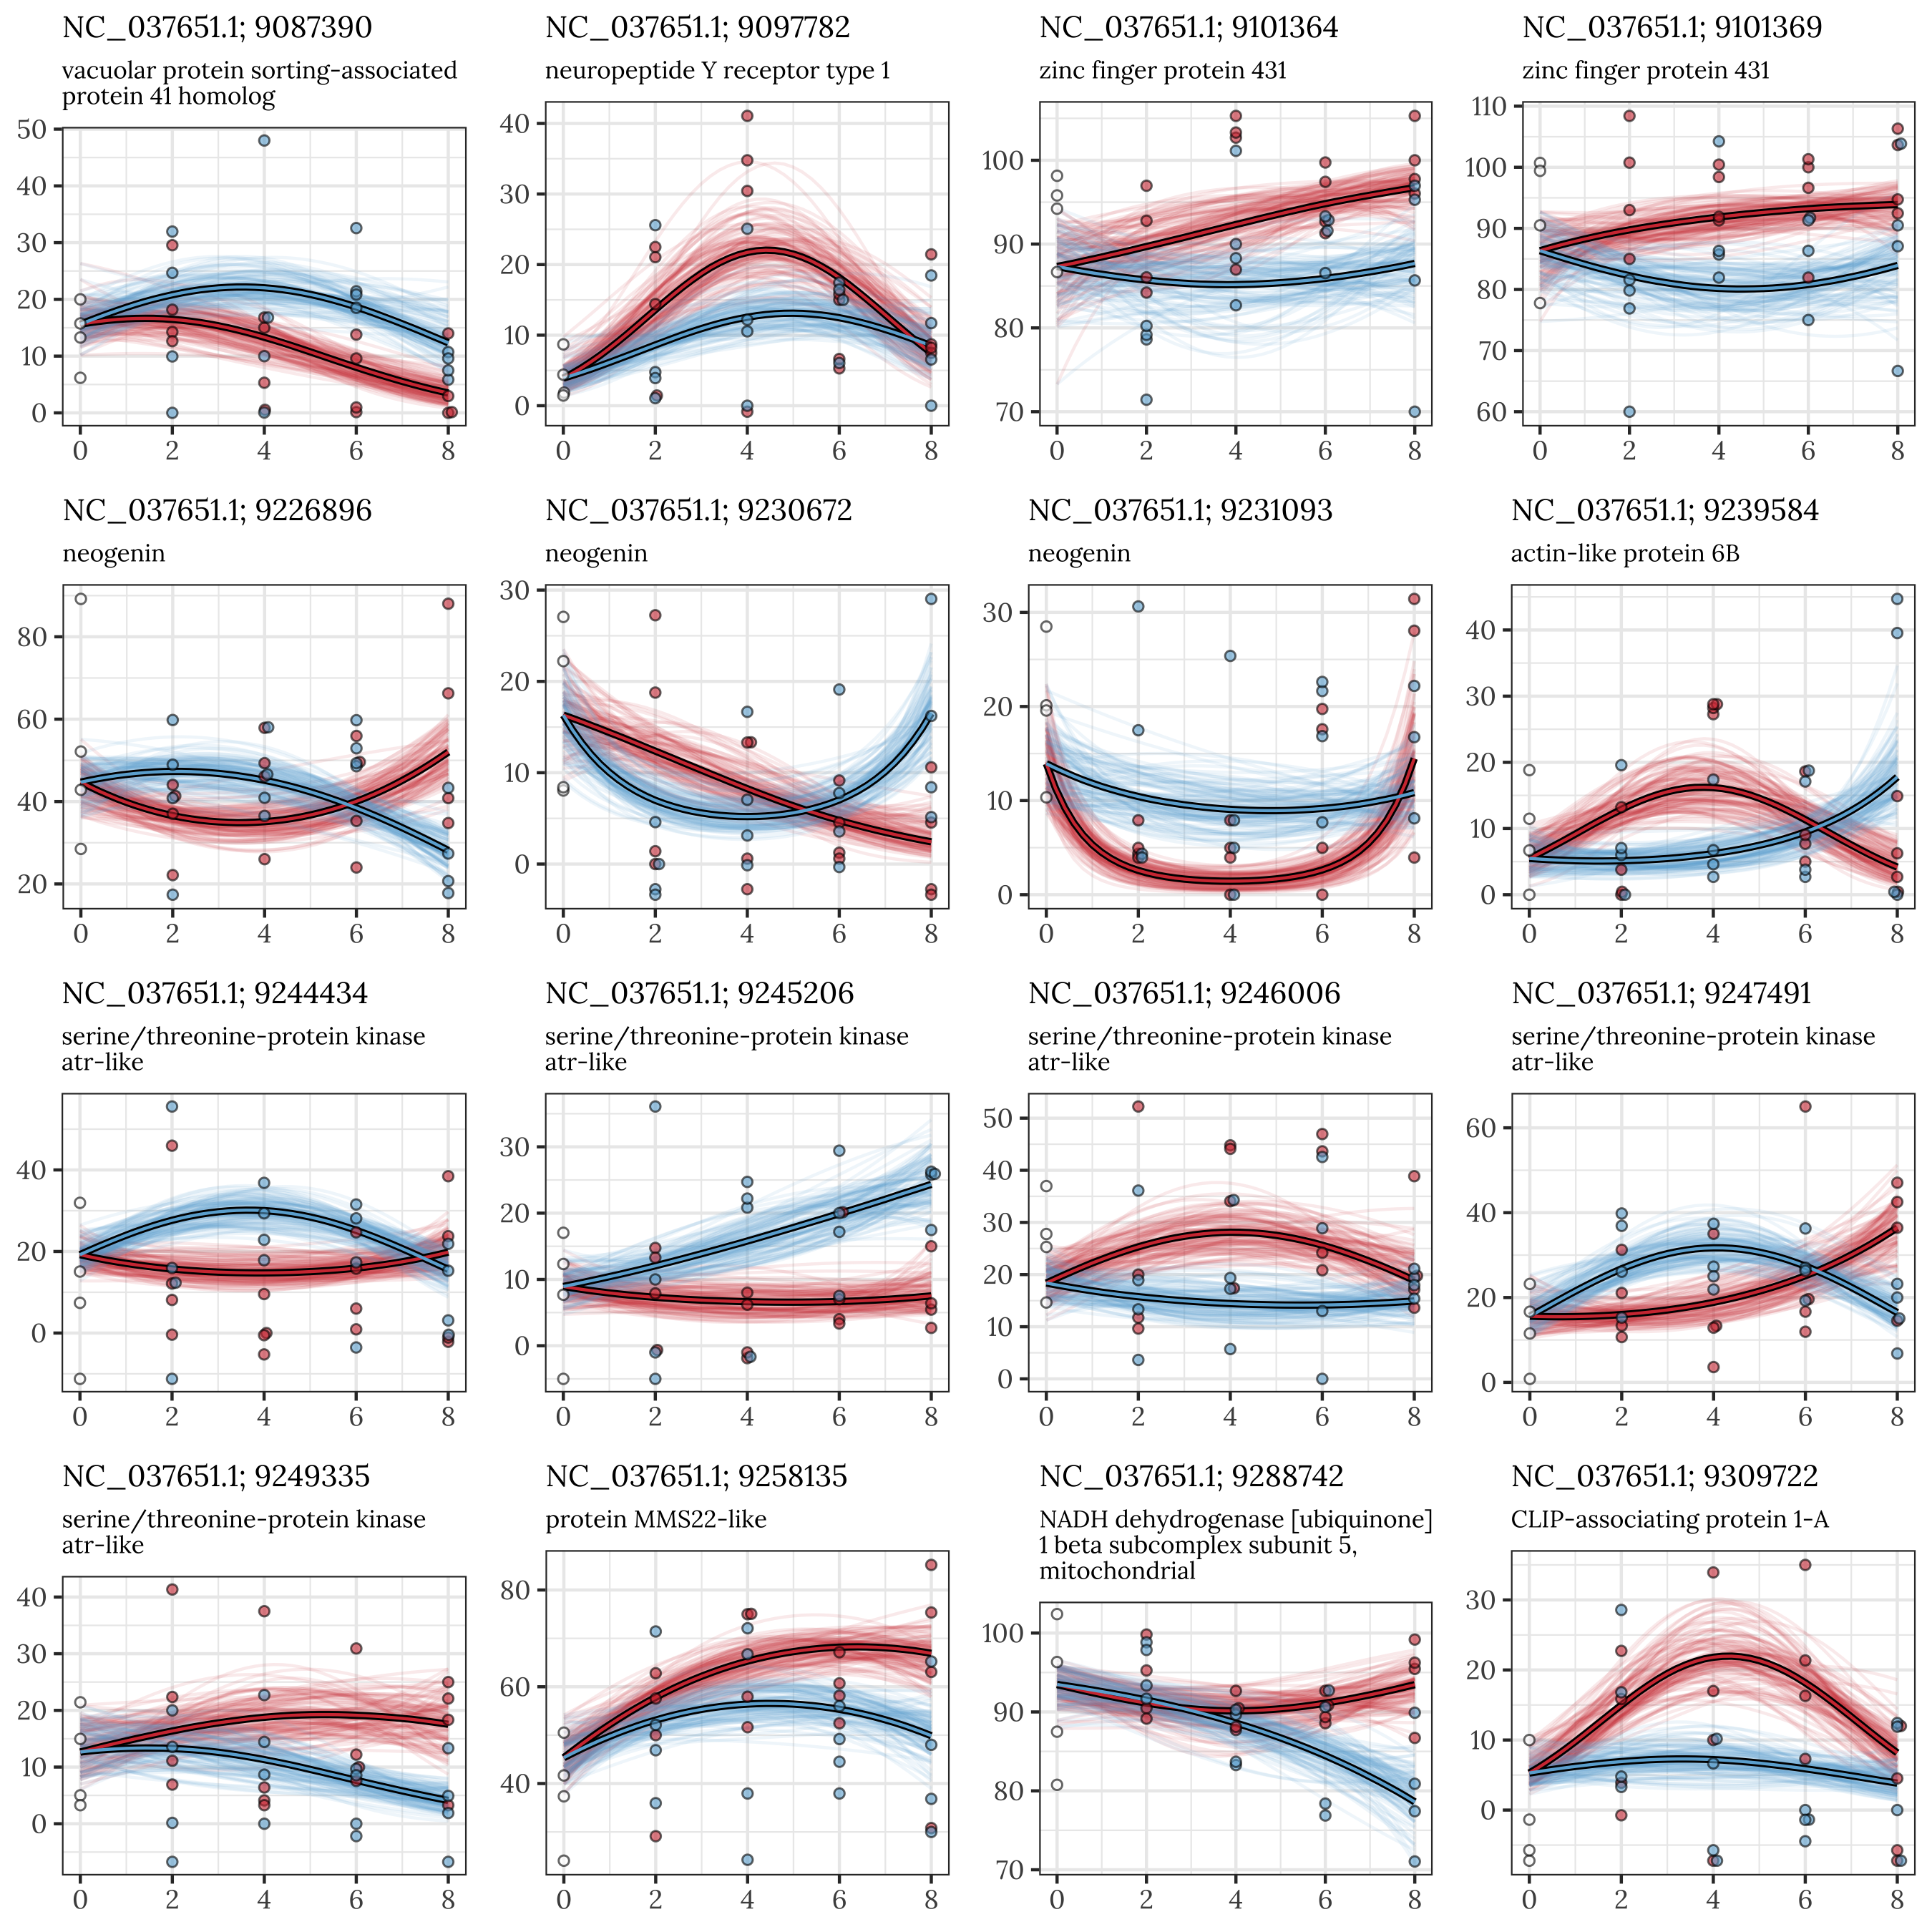 NC_037651.1; 9087390
vacuolar protein sorting-associated
protein 41 homolog
50
40
30
20
10
0
0 2 4 6 8
NC_037651.1; 9097782
neuropeptide Y receptor type 1
40
30
20
10
0
0 2 4 6 8
NC_037651.1; 9101364
zinc finger protein 431
100
90
80
70
0 2 4 6 8
NC_037651.1; 9101369
zinc finger protein 431
110
100
90
80
70
60
0 2 4 6 8
NC_037651.1; 9226896
neogenin
80
60
40
20
0 2 4 6 8
NC_037651.1; 9230672
neogenin
30
20
10
0
0 2 4 6 8
NC_037651.1; 9231093
neogenin
30
20
10
0
0 2 4 6 8
NC_037651.1; 9239584
actin-like protein 6B
40
30
20
10
0
0 2 4 6 8
NC_037651.1; 9244434
serine/threonine-protein kinase
atr-like
40
20
0
0 2 4 6 8
NC_037651.1; 9245206
serine/threonine-protein kinase
atr-like
30
20
10
0
0 2 4 6 8
NC_037651.1; 9246006
serine/threonine-protein kinase
atr-like
50
40
30
20
10
0
0 2 4 6 8
NC_037651.1; 9247491
serine/threonine-protein kinase
atr-like
60
40
20
0
0 2 4 6 8
NC_037651.1; 9249335
serine/threonine-protein kinase
atr-like
40
30
20
10
0
0 2 4 6 8
NC_037651.1; 9258135
protein MMS22-like
80
60
40
0 2 4 6 8
NC_037651.1; 9288742
NADH dehydrogenase [ubiquinone]
1 beta subcomplex subunit 5,
mitochondrial
100
90
80
70
0 2 4 6 8
NC_037651.1; 9309722
CLIP-associating protein 1-A
30
20
10
0
0 2 4 6 8